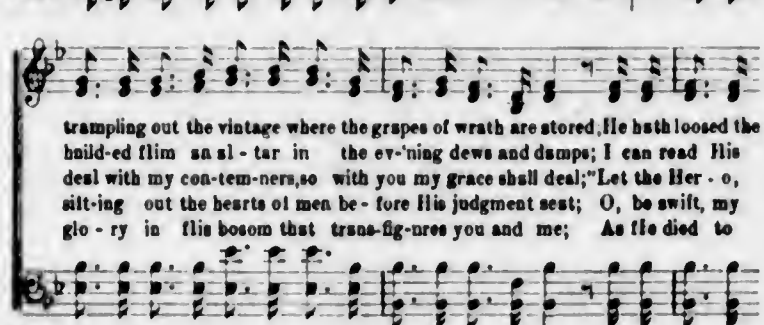 trampling out the vintage where the grapes of wrath are stored, He hath loosed the
build-ed Him an al - tar in the ev-'ning dews and damps; I can read His
deal with my con-tem-ners, so with you my grace shall deal;" Let the Her - o,
sift-ing out the hearts of men be - fore His judgment seat; O, be swift, my
glo - ry in His bosom that trans-fig-ures you and me; As He died to